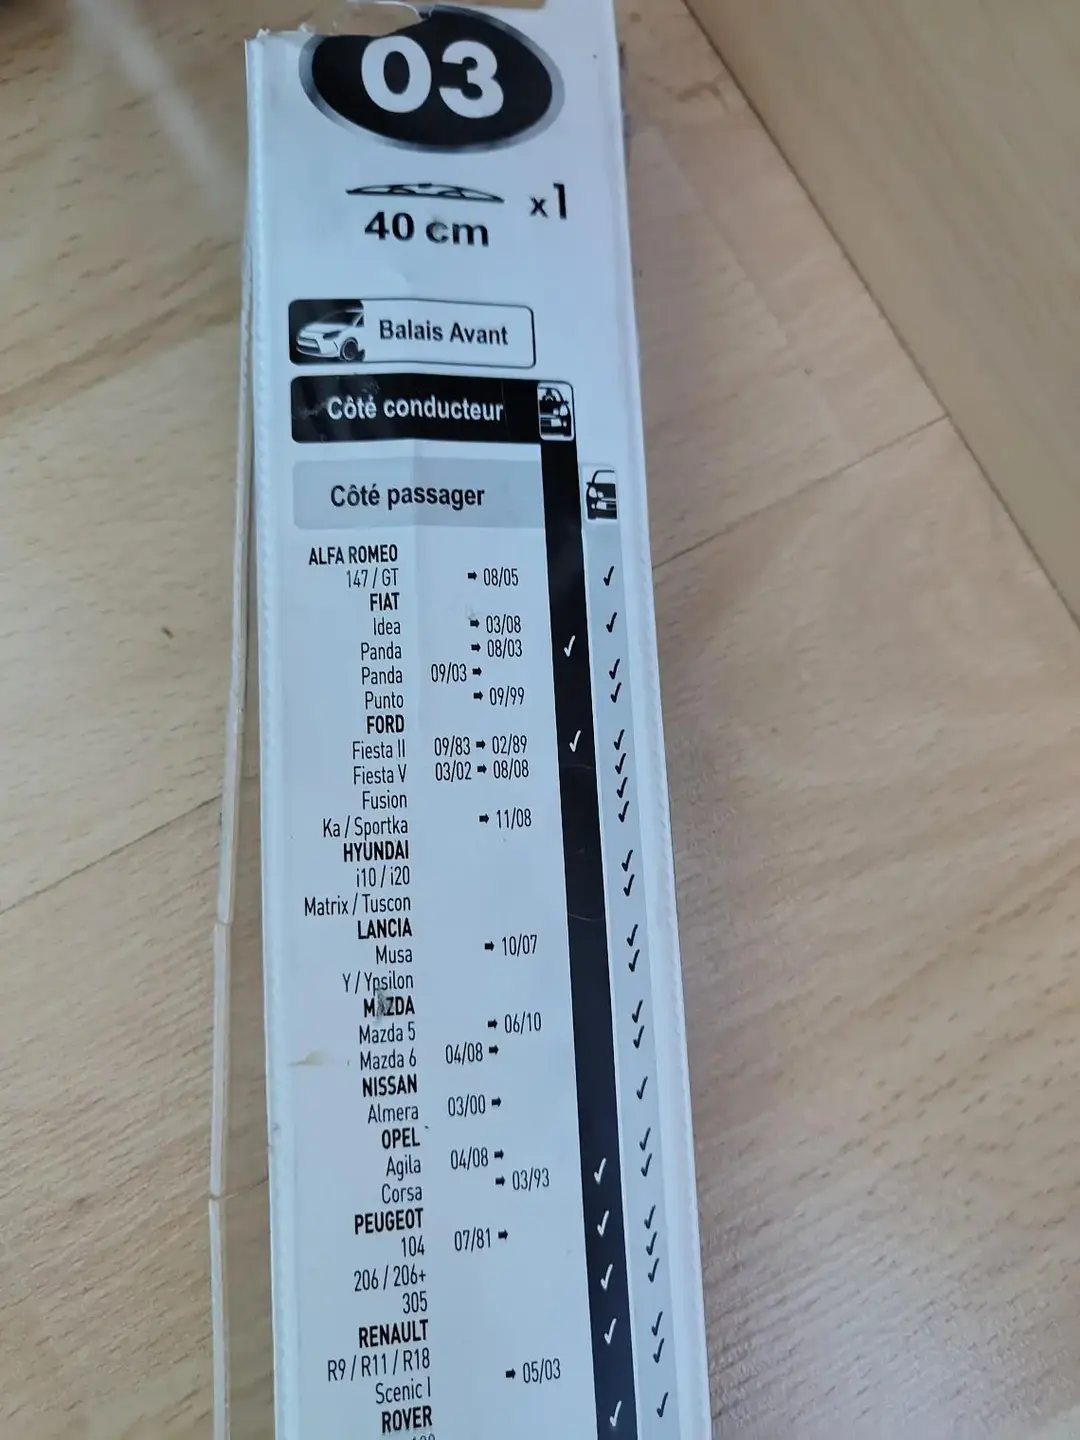 03
x1
40 cm
Balais Avant
Côté conducteur
Côté passager
ALFA ROMEO
147 / GT ➡ 08/05 ✓
FIAT
Idea ➡ 03/08 ✓
Panda ➡ 08/03 ✓
Panda 09/03 ➡ ✓
Punto ➡ 09/99 ✓
FORD
Fiesta II 09/83 ➡ 02/89 ✓ ✓
Fiesta V 03/02 ➡ 08/08 ✓
Fusion ✓
Ka / Sportka ➡ 11/08 ✓
HYUNDAI
i10 / i20 ✓
Matrix / Tuscon ✓
LANCIA
Musa ➡ 10/07 ✓
Y / Ypsilon ✓
MAZDA
Mazda 5 ➡ 06/10 ✓
Mazda 6 04/08 ➡ ✓
NISSAN
Almera 03/00 ➡ ✓
OPEL
Agila 04/08 ➡ ✓
Corsa ➡ 03/93 ✓ ✓
PEUGEOT
104 07/81 ➡ ✓ ✓
206 / 206+ ✓
305 ✓ ✓
RENAULT
R9 / R11 / R18 ✓ ✓
Scenic I ➡ 05/03 ✓
ROVER